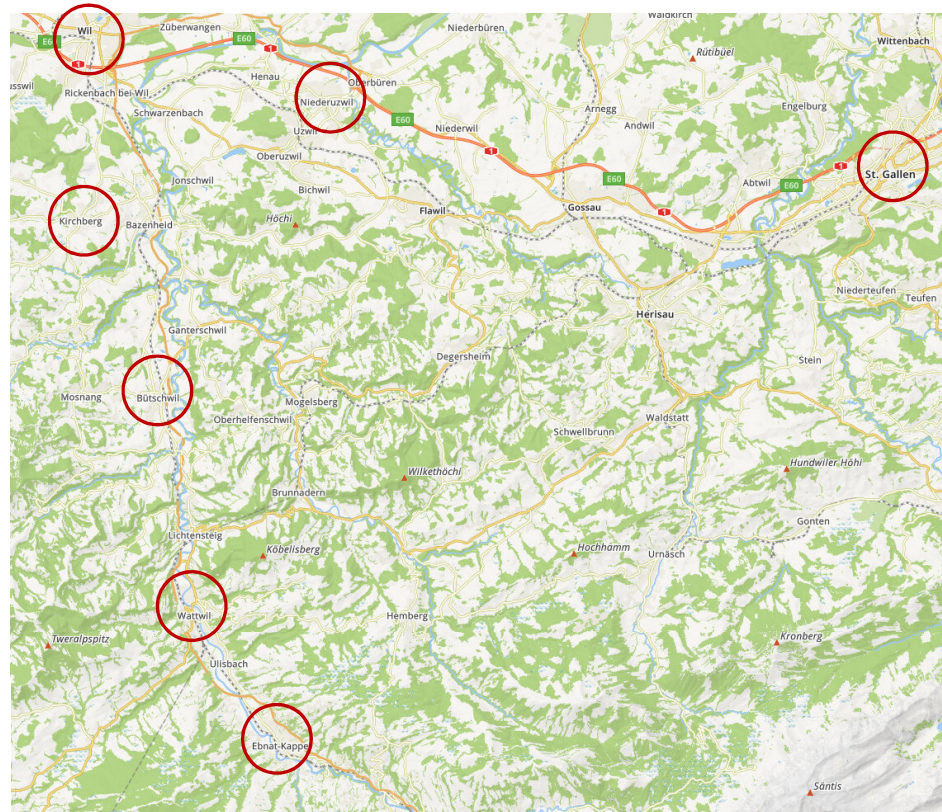 Waldkirch
Wil
Züberwangen
Niederbüren
E60
E60
1
Wittenbach
1
Rütibüel
Henau
Oberbüren
Rickenbach bei Wil
Niederuzwil
Engelburg
Schwarzenbach
Arnegg
E60
Uzwil
Niederwil
Andwil
1
Oberuzwil
1
St. Gallen
Jonschwil
E60
Abtwil
E60
Bichwil
Kirchberg
Höchi
Flawil
Gossau
1
Bazenheid
Niederteufen
Teufen
Herisau
Ganterschwil
Degersheim
Stein
Mosnang
Bütschwil
Mogelsberg
Oberhelfenschwil
Waldstatt
Schwellbrunn
Wilkethöchi
Hundwiler Höhi
Brunnadern
Gonten
Lichtensteig
Köbelisberg
Hochhamm
Urnäsch
Wattwil
Hemberg
Tweralpspitz
Kronberg
Ulisbach
Ebnat-Kappe
Säntis